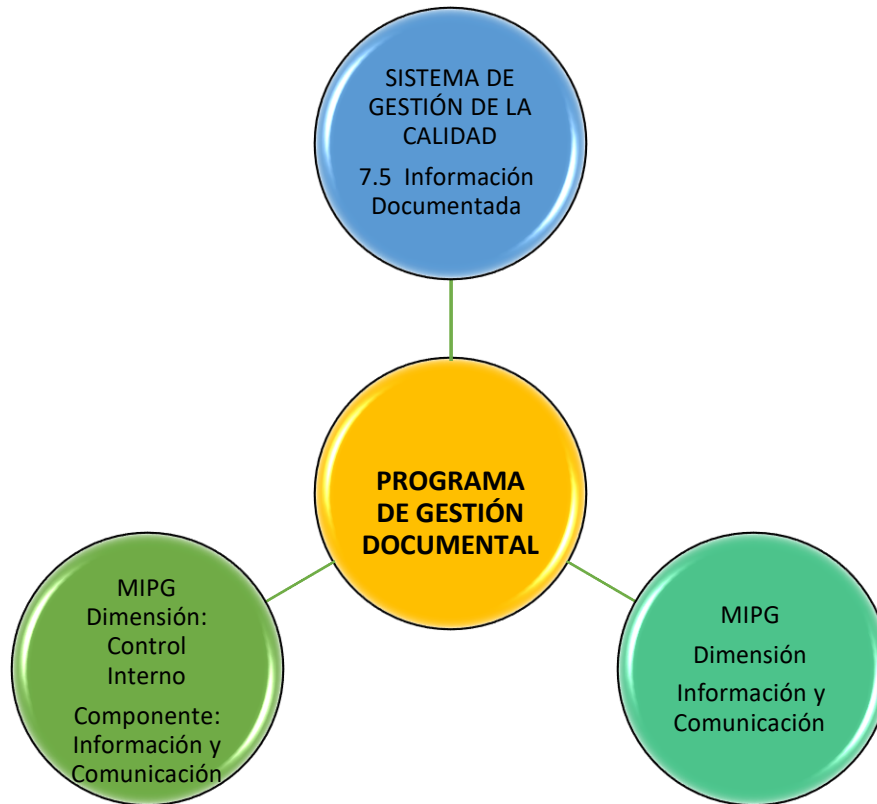 SISTEMA DE
GESTIÓN DE LA
CALIDAD
7.5 Información
Documentada
PROGRAMA
DE GESTIÓN
DOCUMENTAL
MIPG
Dimensión:
Control
Interno
Componente:
Información y
Comunicación
MIPG
Dimensión
Información y
Comunicación